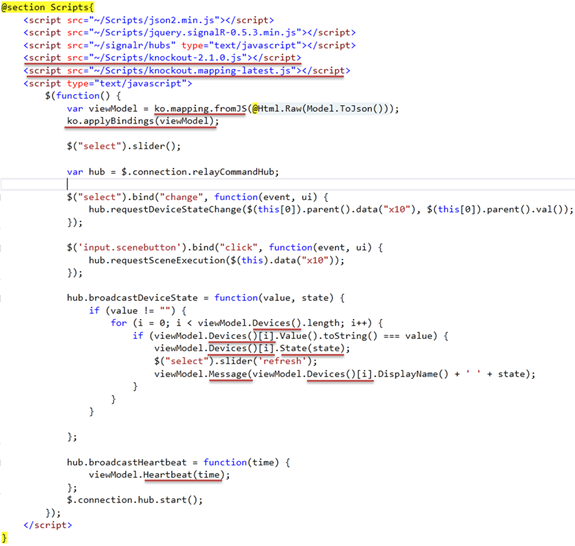 @section Scripts{
<script src="~/Scripts/json2.min.js"></script>
<script src="~/Scripts/jquery.signalR-0.5.3.min.js"></script>
<script src="~/signalr/hubs" type="text/javascript"></script>
<script src="~/Scripts/knockout-2.1.0.js"></script>
<script src="~/Scripts/knockout.mapping-latest.js"></script>
<script type="text/javascript">
$(function() {
var viewModel = ko.mapping.fromJS(@Html.Raw(Model.ToJson()));
ko.applyBindings(viewModel);
$("select").slider();
var hub = $.connection.relayCommandHub;
$("select").bind("change", function(event, ui) {
hub.requestDeviceStateChange($(this[0]).parent().data("x10"), $(this[0]).parent().val());
});
$('input.scenebutton').bind("click", function(event, ui) {
hub.requestSceneExecution($(this).data("x10"));
});
hub.broadcastDeviceState = function(value, state) {
if (value != "") {
for (i = 0; i < viewModel.Devices().length; i++) {
if (viewModel.Devices()[i].Value().toString() === value) {
viewModel.Devices()[i].State(state);
$("select").slider('refresh');
viewModel.Message(viewModel.Devices()[i].DisplayName() + ' ' + state);
}
}
}
};
hub.broadcastHeartbeat = function(time) {
viewModel.Heartbeat(time);
};
$.connection.hub.start();
});
</script>
}